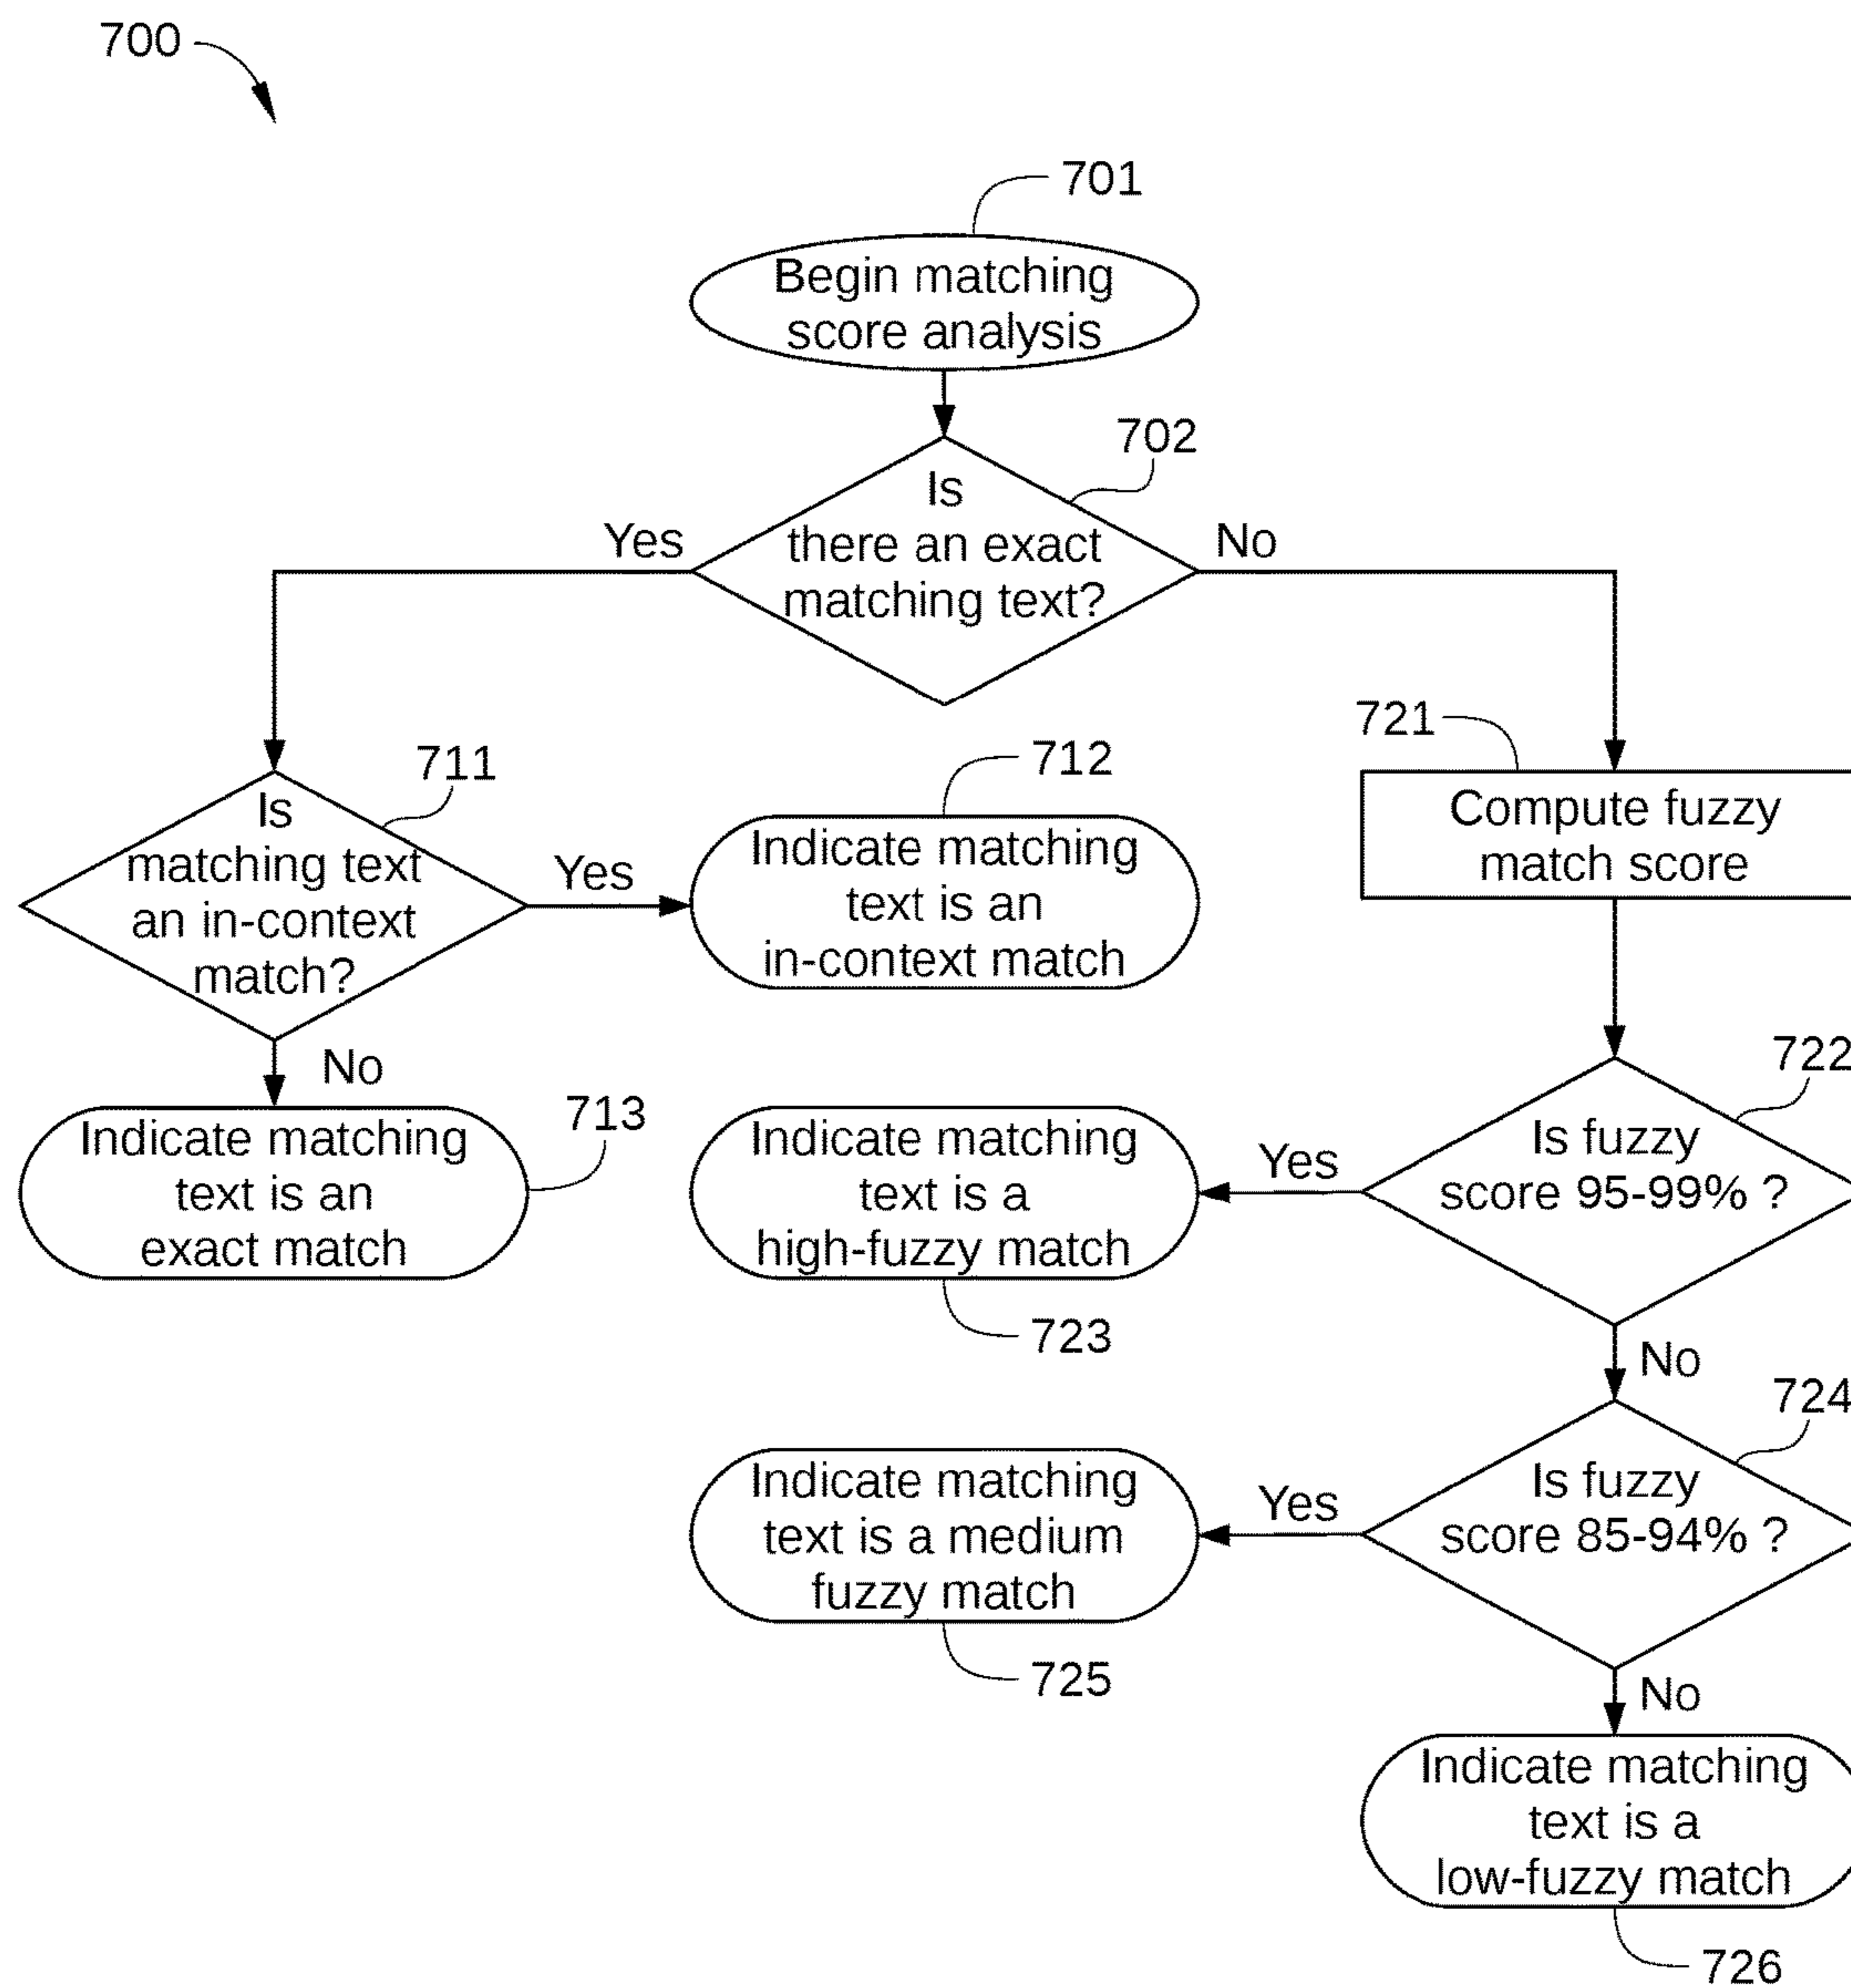 700
701
Begin matching
score analysis
702
Is
there an exact
matching text?
Yes
No
711
Is
matching text
an in-context
match?
Yes
712
Indicate matching
text is an
in-context match
721
Compute fuzzy
match score
No
713
Indicate matching
text is an
exact match
722
Is fuzzy
score 95-99% ?
Yes
Indicate matching
text is a
high-fuzzy match
723
No
724
Is fuzzy
score 85-94% ?
Yes
Indicate matching
text is a medium
fuzzy match
725
No
Indicate matching
text is a
low-fuzzy match
726